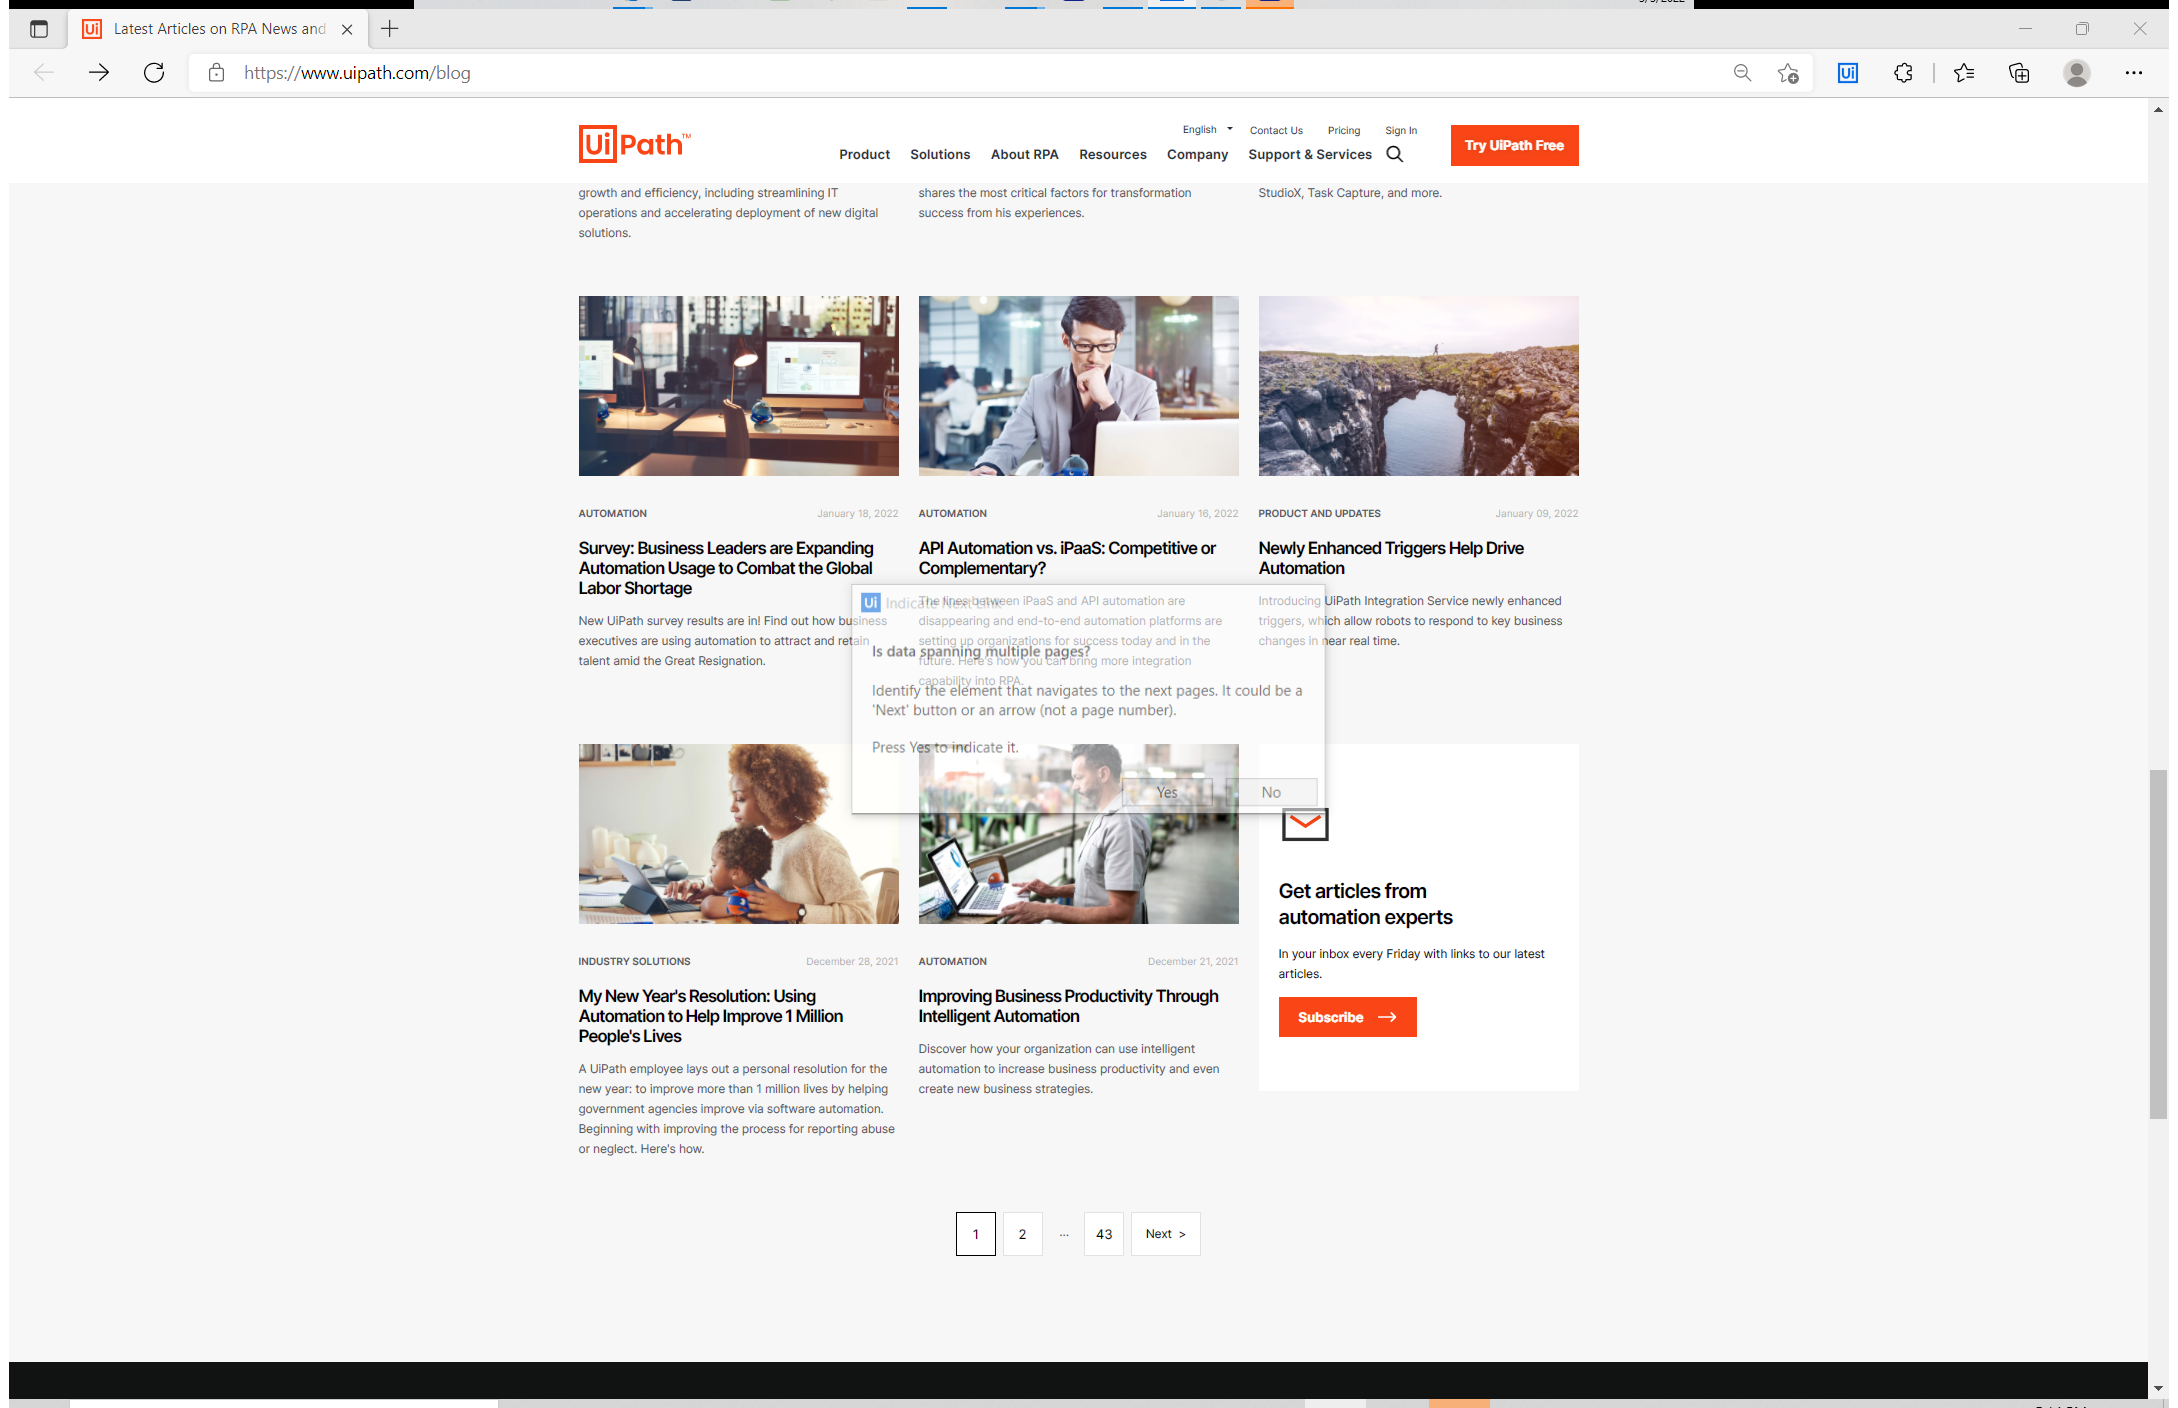 Latest Articles on RPA News and
https://www.uipath.com/blog
UiPath™
English
Contact Us
Pricing
Sign In
Product
Solutions
About RPA
Resources
Company
Support & Services
Try UiPath Free
growth and efficiency, including streamlining IT
operations and accelerating deployment of new digital
solutions.
shares the most critical factors for transformation
success from his experiences.
StudioX, Task Capture, and more.
AUTOMATION
January 18, 2022
Survey: Business Leaders are Expanding
Automation Usage to Combat the Global
Labor Shortage
New UiPath survey results are in! Find out how business
executives are using automation to attract and retain
talent amid the Great Resignation.
AUTOMATION
January 16, 2022
API Automation vs. iPaaS: Competitive or
Complementary?
The lines between iPaaS and API automation are
disappearing and end-to-end automation platforms are
setting up organizations for success today and in the
future. Here's how you can bring more integration
capability into RPA.
PRODUCT AND UPDATES
January 09, 2022
Newly Enhanced Triggers Help Drive
Automation
Introducing UiPath Integration Service newly enhanced
triggers, which allow robots to respond to key business
changes in near real time.
Ui Indicate Next Link
Is data spanning multiple pages?
Identify the element that navigates to the next pages. It could be a
'Next' button or an arrow (not a page number).
Press Yes to indicate it.
Yes
No
INDUSTRY SOLUTIONS
December 28, 2021
My New Year's Resolution: Using
Automation to Help Improve 1 Million
People's Lives
A UiPath employee lays out a personal resolution for the
new year: to improve more than 1 million lives by helping
government agencies improve via software automation.
Beginning with improving the process for reporting abuse
or neglect. Here's how.
AUTOMATION
December 21, 2021
Improving Business Productivity Through
Intelligent Automation
Discover how your organization can use intelligent
automation to increase business productivity and even
create new business strategies.
Get articles from
automation experts
In your inbox every Friday with links to our latest
articles.
Subscribe
1
2
...
43
Next >